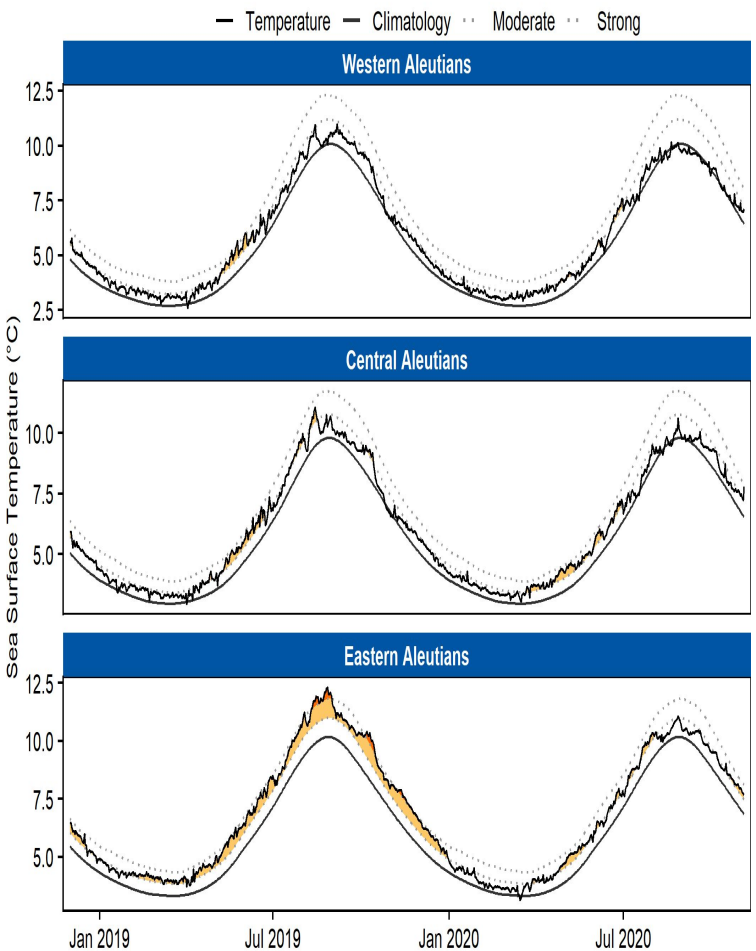 Temperature Climatology Moderate Strong
Western Aleutians
12.5
10.0
7.5
5.0
2.5
Central Aleutians
10.0
7.5
5.0
Eastern Aleutians
12.5
10.0
7.5
5.0
Jan 2019 Jul 2019 Jan 2020 Jul 2020
Sea Surface Temperature (°C)